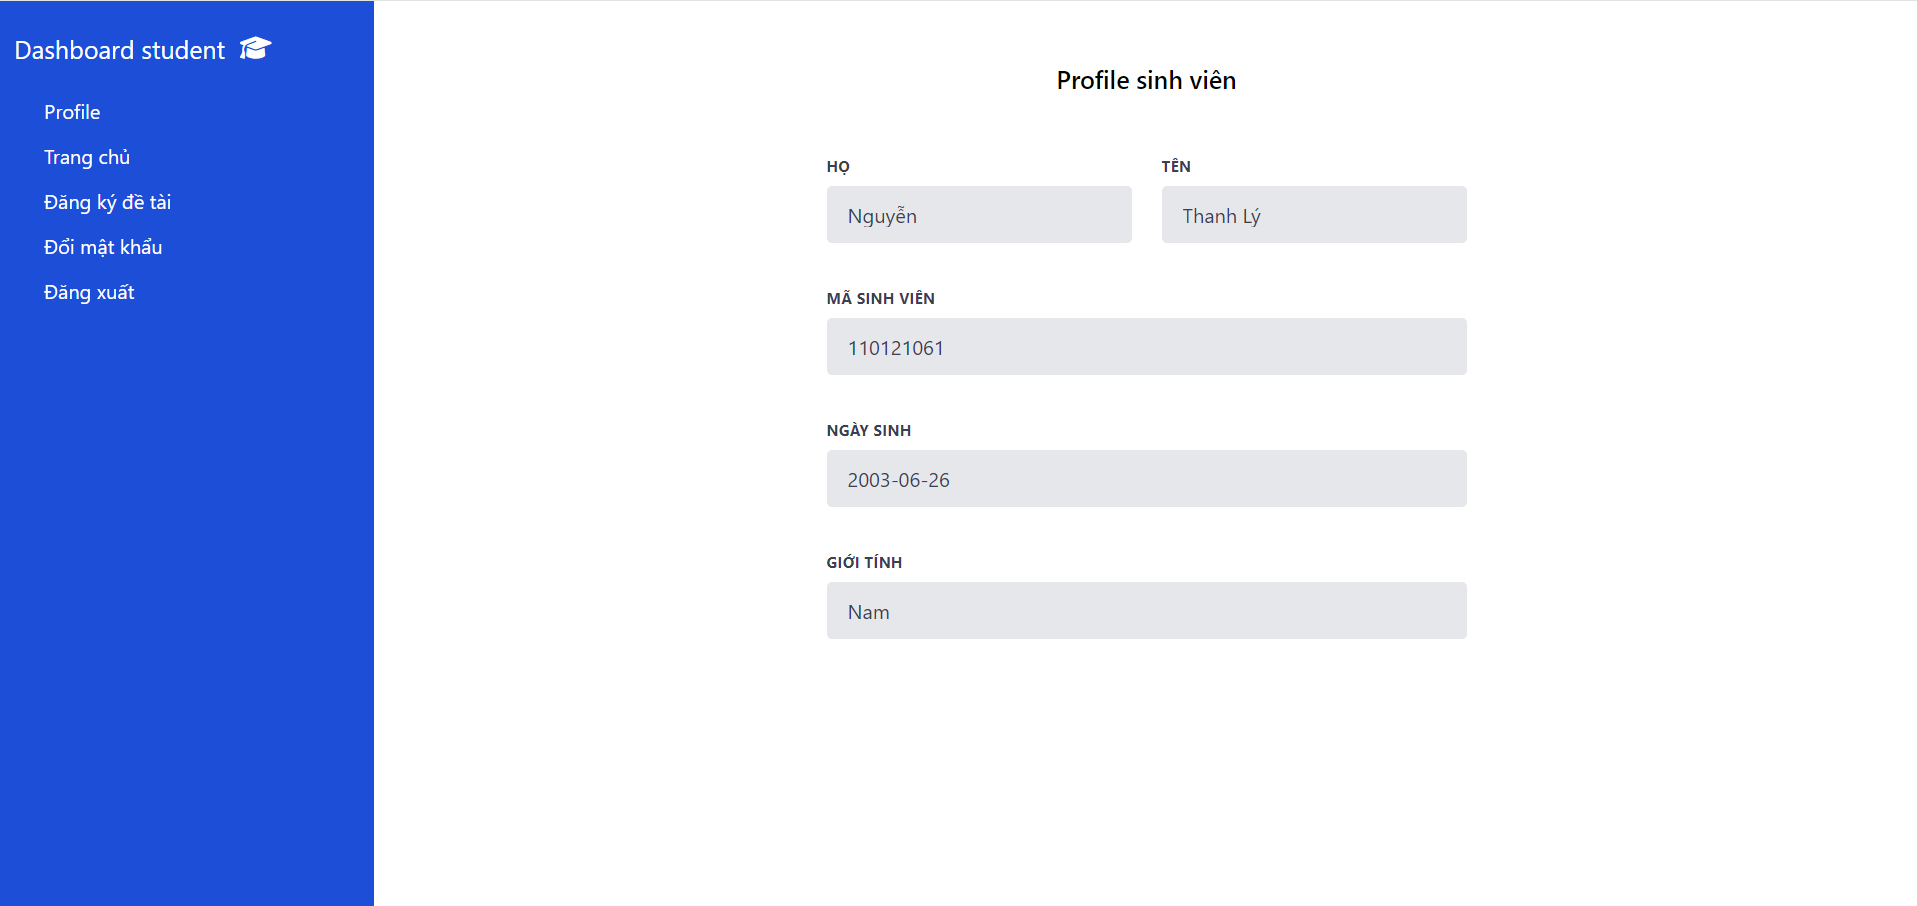 Dashboard student
Profile
Trang chủ
Đăng ký đề tài
Đổi mật khẩu
Đăng xuất
Profile sinh viên
HỌ
TÊN
Nguyễn
Thanh Lý
MÃ SINH VIÊN
110121061
NGÀY SINH
2003-06-26
GIỚI TÍNH
Nam